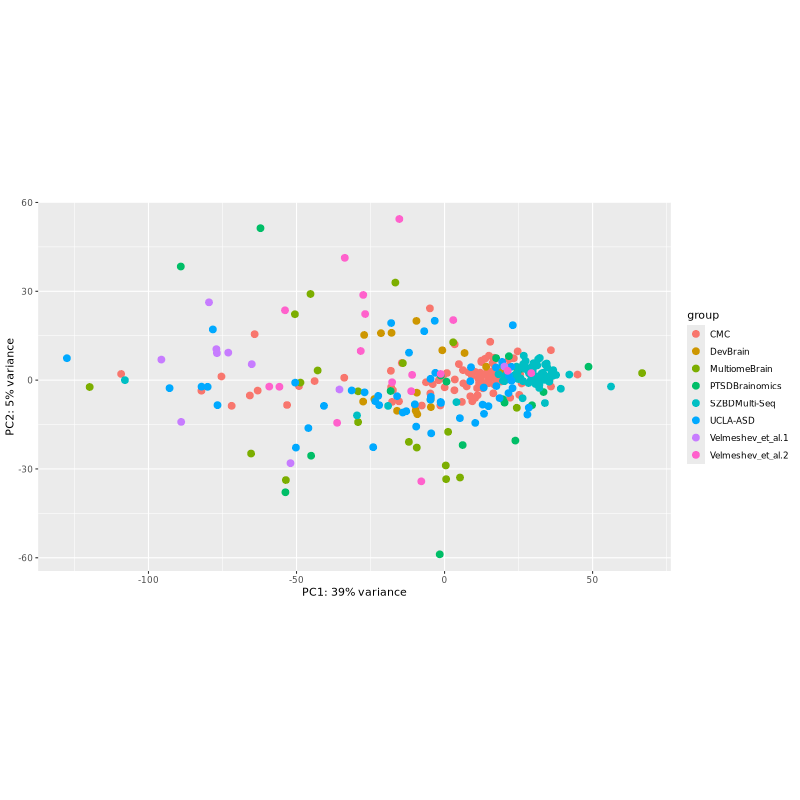 60
30
0
-30
-60
PC2: 5% variance
-100
-50
0
50
PC1: 39% variance
group
CMC
DevBrain
MultiomeBrain
PTSDBrainomics
SZBDMulti-Seq
UCLA-ASD
Velmeshev_et_al.1
Velmeshev_et_al.2